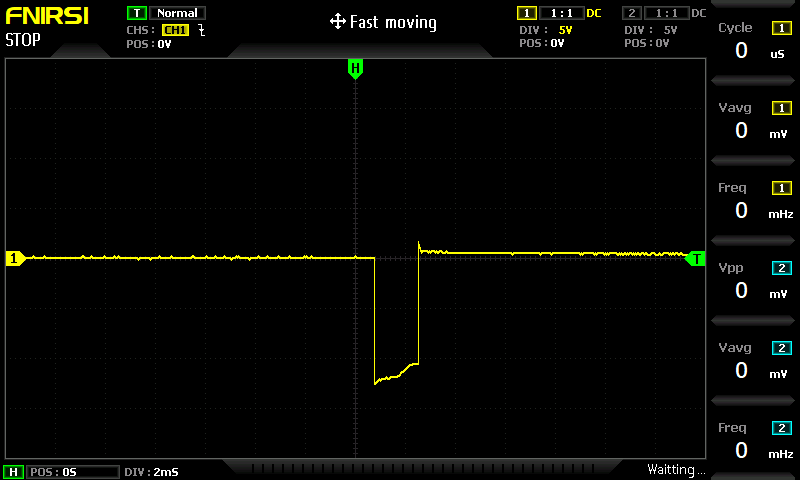 FNIRSI
STOP
T Normal
CHS: CH1
POS: 0V
Fast moving
1 1:1 DC
DIV: 5V
POS: 0V
2 1:1 DC
DIV: 5V
POS: 0V
H
1
T
Cycle 1
0 uS
Vavg 1
0 mV
Freq 1
0 mHz
Vpp 2
0 mV
Vavg 2
0 mV
Freq 2
0 mHz
H POS: 0S DIV: 2mS
Waitting...